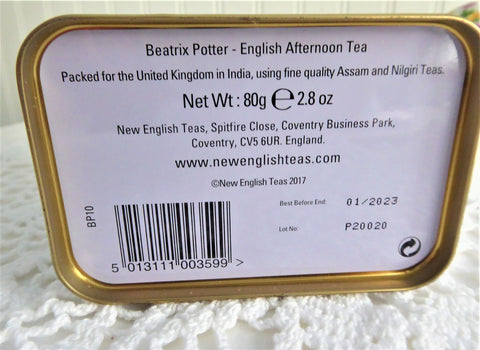 Beatrix Potter - English Afternoon Tea
Packed for the United Kingdom in India, using fine quality Assam and Nilgiri Teas.
Net Wt : 80g ℮ 2.8 oz
New English Teas, Spitfire Close, Coventry Business Park,
Coventry, CV5 6UR. England.
www.newenglishteas.com
©New English Teas 2017
Best Before End: 01/2023
Lot No: P20020
BP10
5 013111 003599 >